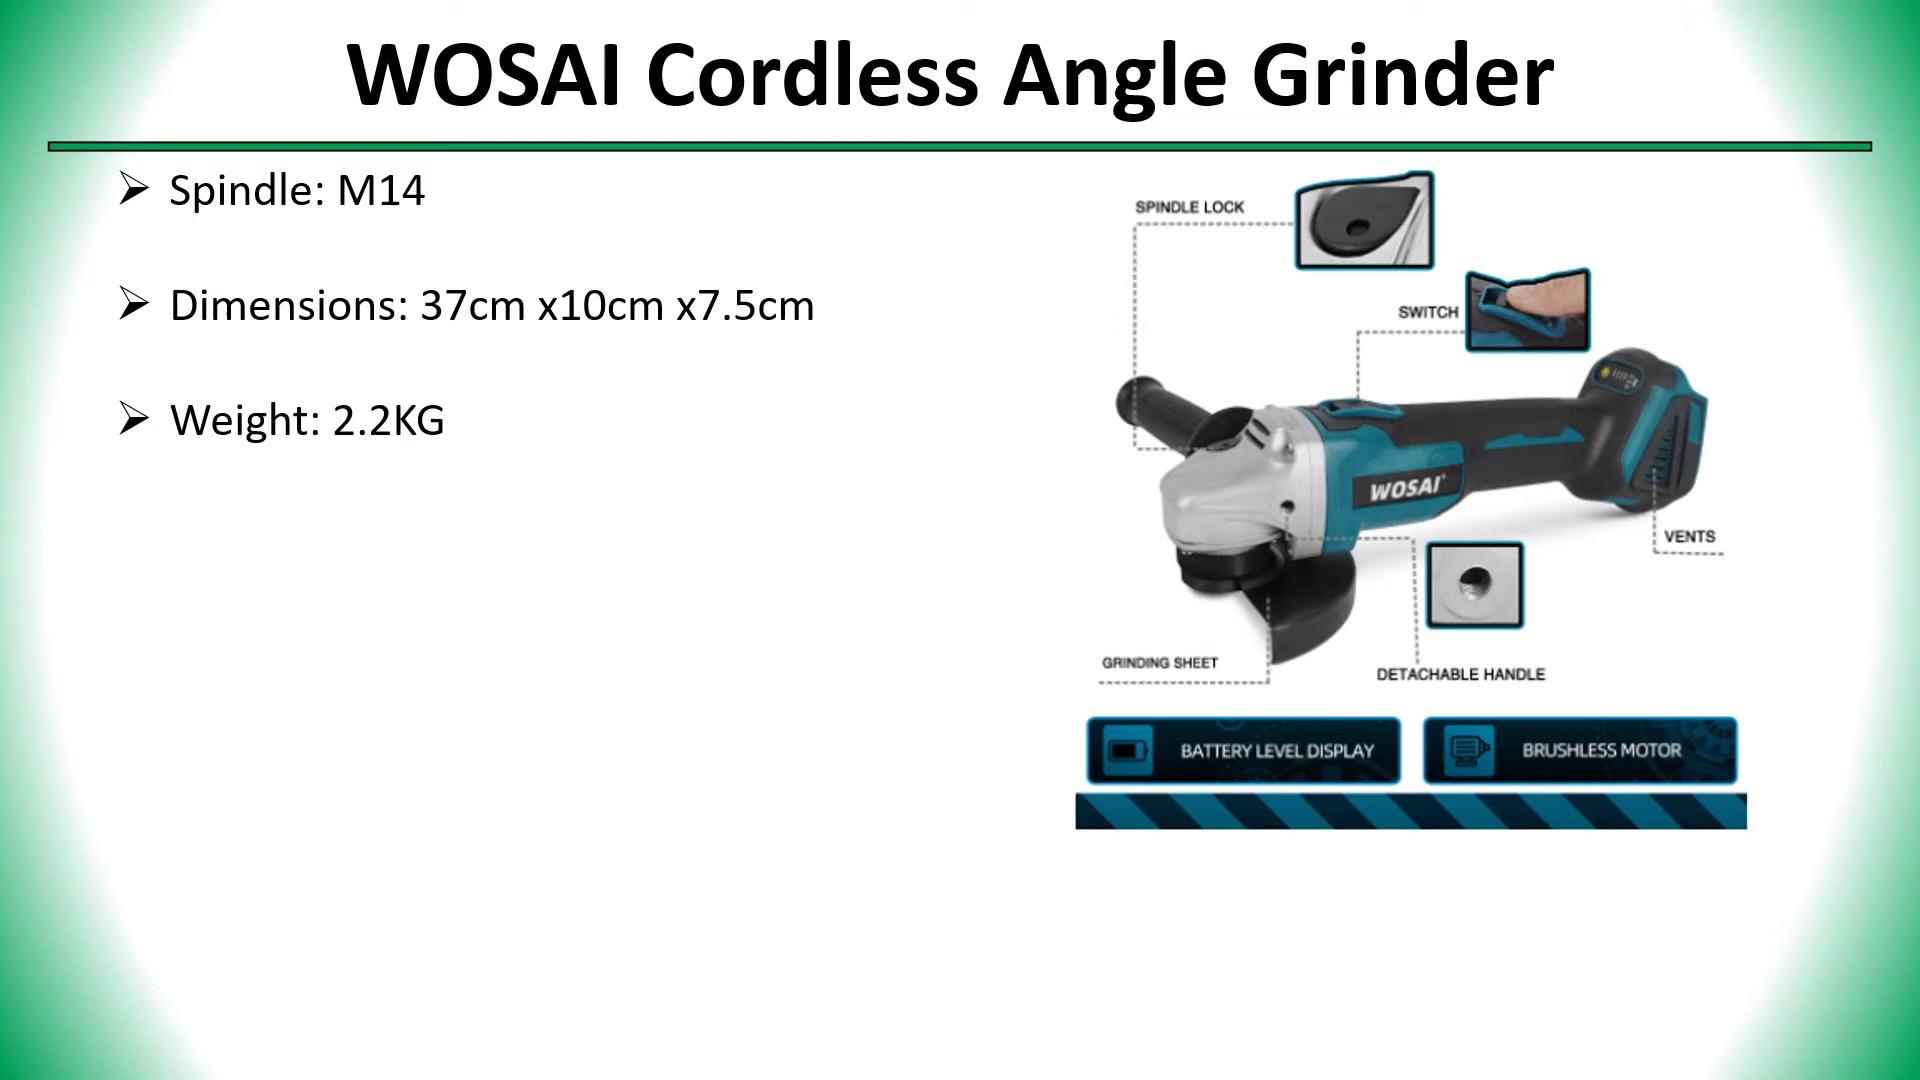 WOSAI Cordless Angle Grinder
Spindle: M14
Dimensions: 37cm x10cm x7.5cm
Weight: 2.2KG
SPINDLE LOCK
SWITCH
WOSAI
VENTS
GRINDING SHEET
DETACHABLE HANDLE
BATTERY LEVEL DISPLAY
BRUSHLESS MOTOR